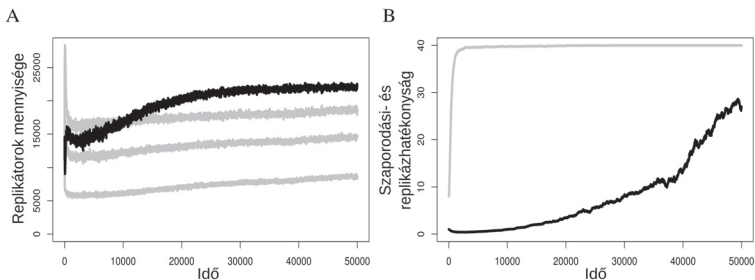 A
Replikátorok mennyisége
0
5000
15000
25000
0 10000 20000 30000 40000 50000
Idő
B
Szaporodási- és
replikázhatékonyság
0
10
20
30
40
0 10000 20000 30000 40000 50000
Idő